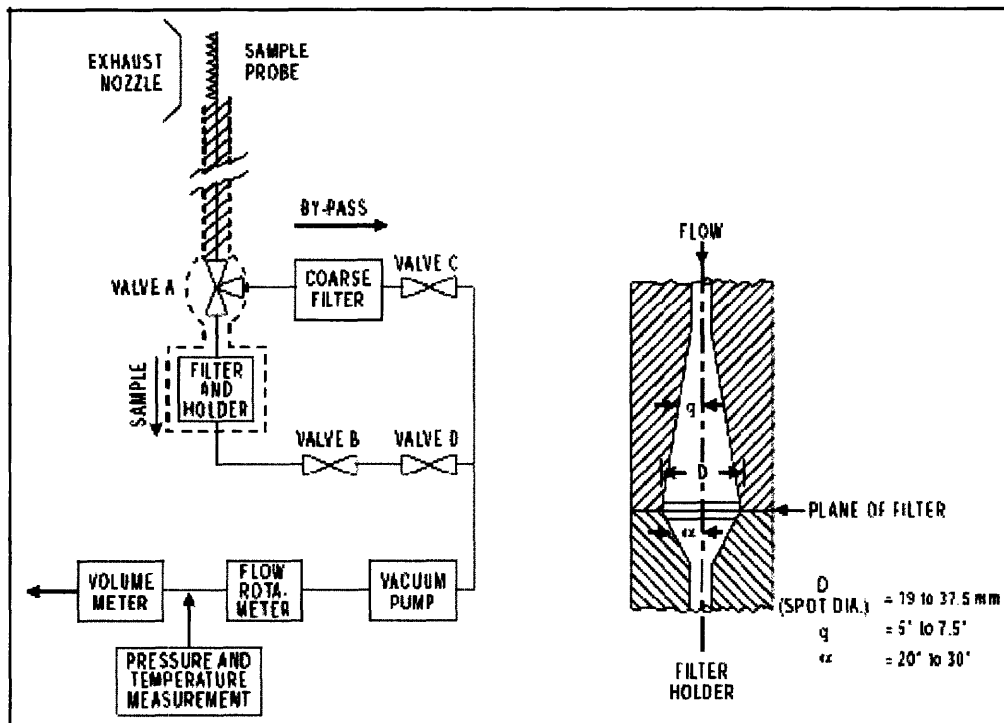 EXHAUST
NOZZLE
SAMPLE
PROBE
BY-PASS
VALVE A
COARSE
FILTER
VALVE C
SAMPLE
FILTER
AND
HOLDER
VALVE B
VALVE D
VOLUME
METER
FLOW
ROTA-
METER
VACUUM
PUMP
PRESSURE AND
TEMPERATURE
MEASUREMENT
FLOW
q
D
PLANE OF FILTER
α
D
(SPOT DIA.) = 19 to 37.5 mm
q = 5° to 7.5°
α = 20° to 30°
FILTER
HOLDER